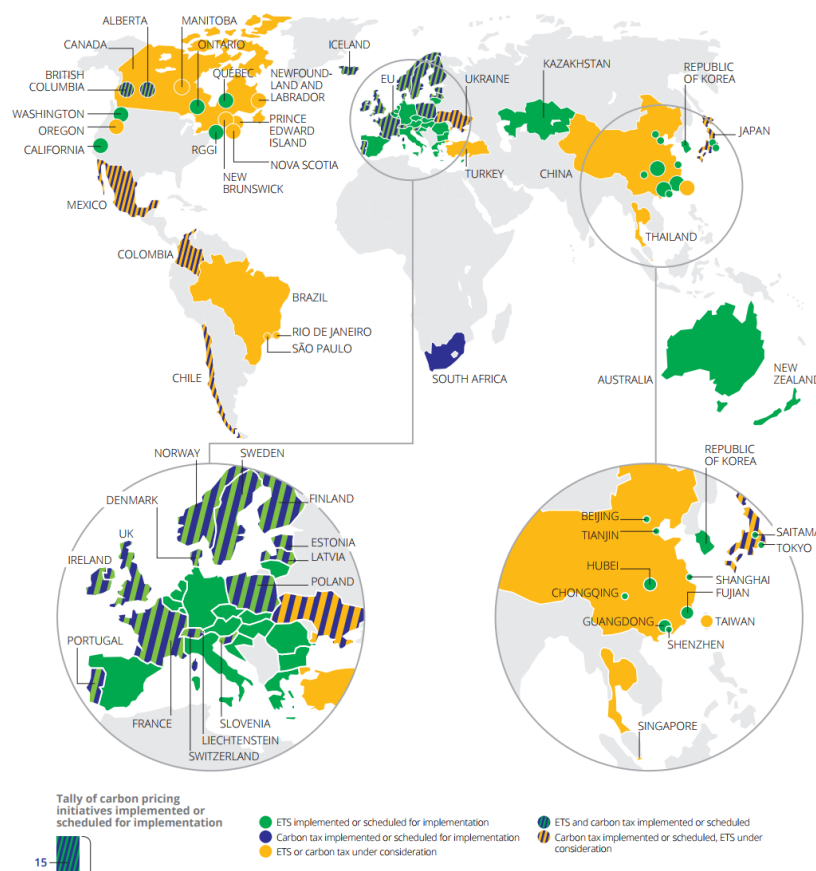 ALBERTA
MANITOBA
CANADA
ONTARIO
ICELAND
BRITISH
COLUMBIA
QUÉBEC
NEWFOUND-
LAND AND
LABRADOR
EU
UKRAINE
KAZAKHSTAN
REPUBLIC
OF KOREA
WASHINGTON
OREGON
CALIFORNIA
PRINCE
EDWARD
ISLAND
JAPAN
RGGI
NOVA SCOTIA
NEW
BRUNSWICK
TURKEY
CHINA
MEXICO
THAILAND
COLOMBIA
BRAZIL
RIO DE JANEIRO
SÃO PAULO
CHILE
SOUTH AFRICA
AUSTRALIA
NEW
ZEALAND
NORWAY
SWEDEN
DENMARK
FINLAND
UK
ESTONIA
LATVIA
IRELAND
POLAND
PORTUGAL
FRANCE
SLOVENIA
LIECHTENSTEIN
SWITZERLAND
REPUBLIC
OF KOREA
BEIJING
TIANJIN
SAITAMA
TOKYO
HUBEI
SHANGHAI
CHONGQING
FUJIAN
GUANGDONG
TAIWAN
SHENZHEN
SINGAPORE
Tally of carbon pricing
initiatives implemented or
scheduled for implementation
15
ETS implemented or scheduled for implementation
Carbon tax implemented or scheduled for implementation
ETS or carbon tax under consideration
ETS and carbon tax implemented or scheduled
Carbon tax implemented or scheduled, ETS under
consideration